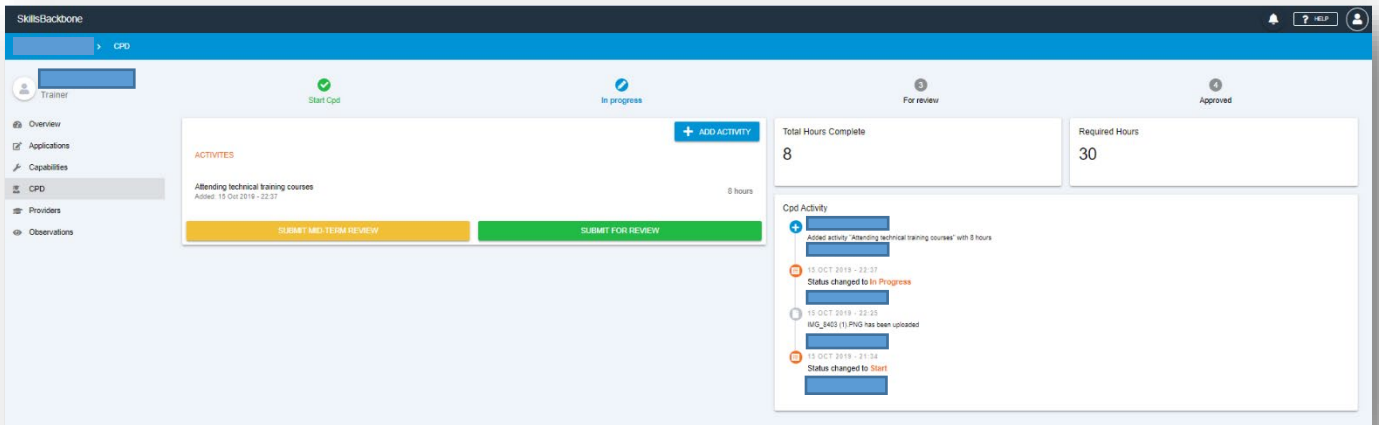 SkillsBackbone
? HELP
> CPD
Trainer
Start Cpd
In progress
3
For review
4
Approved
Overview
Applications
Capabilities
CPD
Providers
Observations
+ ADD ACTIVITY
ACTIVITES
Attending technical training courses
Added: 15 Oct 2019 - 22:37
8 hours
SUBMIT MID-TERM REVIEW
SUBMIT FOR REVIEW
Total Hours Complete
8
Required Hours
30
Cpd Activity
Added activity "Attending technical training courses" with 8 hours
15 OCT 2019 - 22:37
Status changed to In Progress
15 OCT 2019 - 22:25
IMG_8403 (1).PNG has been uploaded
15 OCT 2019 - 21:34
Status changed to Start